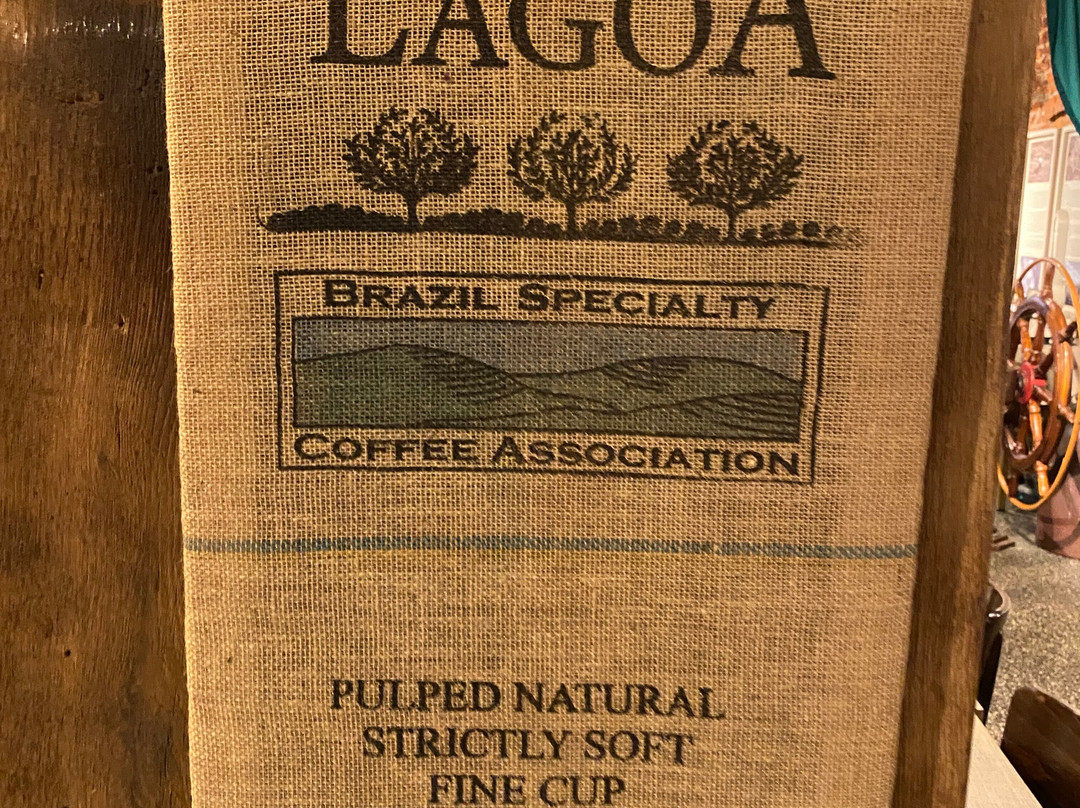 LAGOA
BRAZIL SPECIALTY
COFFEE ASSOCIATION
PULPED NATURAL
STRICTLY SOFT
FINE CUP